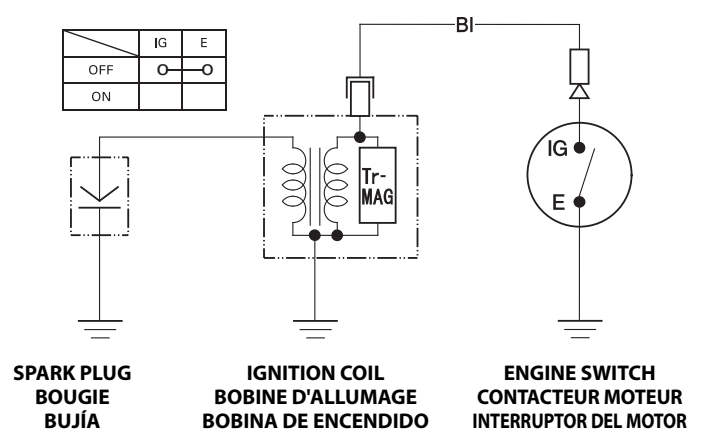 Bl
IG E
OFF
ON
Tr-
MAG
IG
E
SPARK PLUG
BOUGIE
BUJÍA
IGNITION COIL
BOBINE D'ALLUMAGE
BOBINA DE ENCENDIDO
ENGINE SWITCH
CONTACTEUR MOTEUR
INTERRUPTOR DEL MOTOR